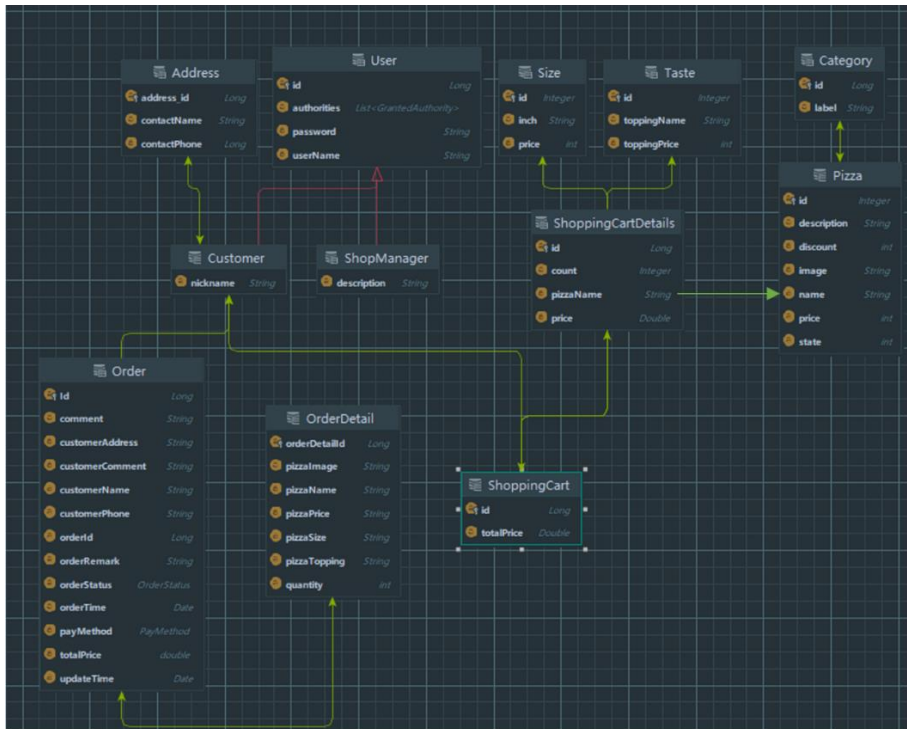 Address
address_id Long
contactName String
contactPhone Long
User
id Long
authorities List<GrantedAuthority>
password String
userName String
Size
id Integer
inch String
price int
Taste
id Integer
toppingName String
toppingPrice int
Category
id Long
label String
Pizza
id Integer
description String
discount int
image String
name String
price int
state int
ShoppingCartDetails
id Long
count Integer
pizzaName String
price Double
Customer
nickname String
ShopManager
description String
Order
Id Long
comment String
customerAddress String
customerComment String
customerName String
customerPhone String
orderId Long
orderRemark String
orderStatus OrderStatus
orderTime Date
payMethod PayMethod
totalPrice double
updateTime Date
OrderDetail
orderDetailId Long
pizzaImage String
pizzaName String
pizzaPrice String
pizzaSize String
pizzaTopping String
quantity int
ShoppingCart
id Long
totalPrice Double